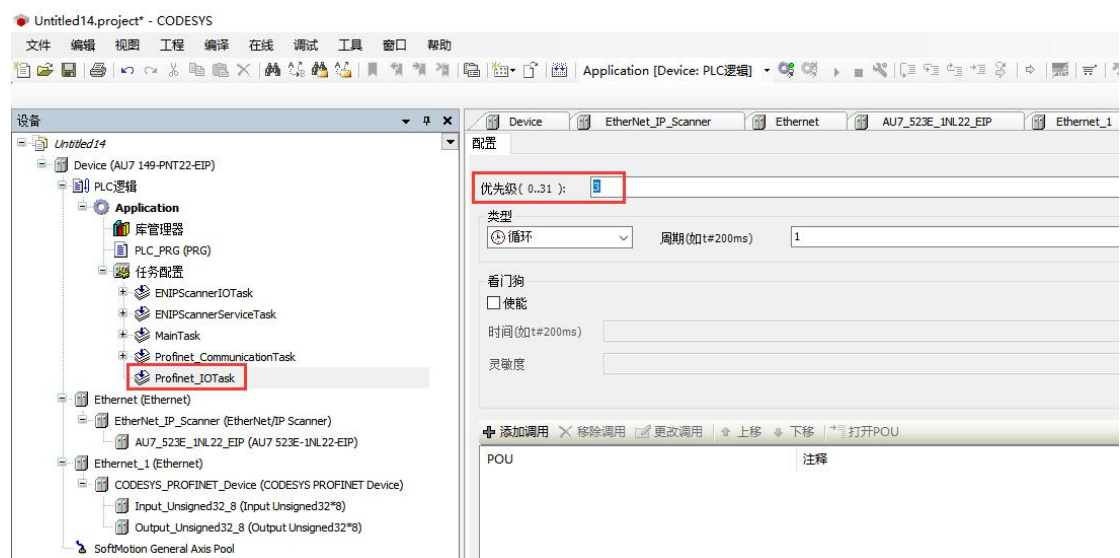 Untitled14.project* - CODESYS
文件 编辑 视图 工程 编译 在线 调试 工具 窗口 帮助
Application [Device: PLC逻辑]
设备
Untitled14
Device (AU7 149-PNT22-EIP)
PLC逻辑
Application
库管理器
PLC_PRG (PRG)
任务配置
ENIPScannerIOTask
ENIPScannerServiceTask
MainTask
Profinet_CommunicationTask
Profinet_IOTask
Ethernet (Ethernet)
EtherNet_IP_Scanner (EtherNet/IP Scanner)
AU7_523E_1NL22_EIP (AU7 523E-1NL22-EIP)
Ethernet_1 (Ethernet)
CODESYS_PROFINET_Device (CODESYS PROFINET Device)
Input_Unsigned32_8 (Input Unsigned32*8)
Output_Unsigned32_8 (Output Unsigned32*8)
SoftMotion General Axis Pool
Device EtherNet_IP_Scanner Ethernet AU7_523E_1NL22_EIP Ethernet_1
配置
优先级( 0..31 ): 3
类型
循环 周期(如t#200ms) 1
看门狗
使能
时间(如t#200ms)
灵敏度
添加调用 移除调用 更改调用 上移 下移 打开POU
POU 注释